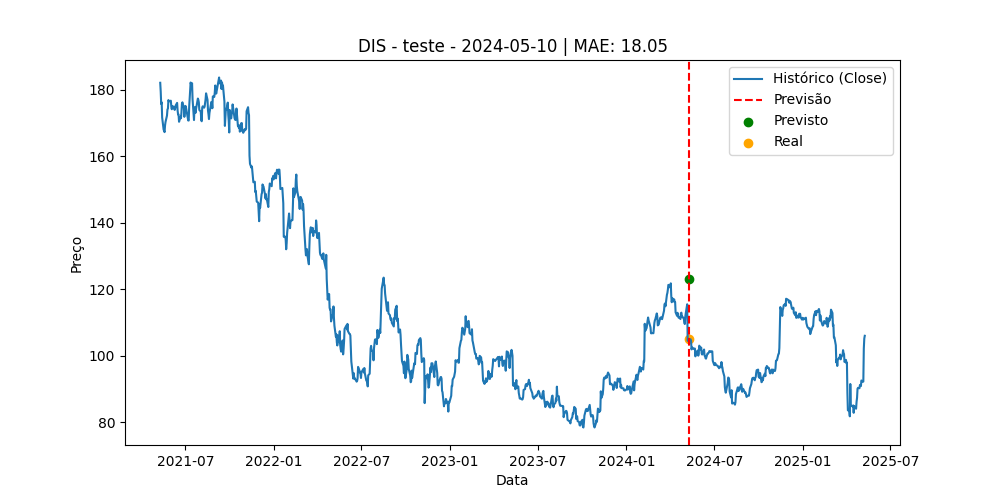 DIS - teste - 2024-05-10 | MAE: 18.05
Histórico (Close)
Previsão
Previsto
Real
Preço
180
160
140
120
100
80
2021-07 2022-01 2022-07 2023-01 2023-07 2024-01 2024-07 2025-01 2025-07
Data